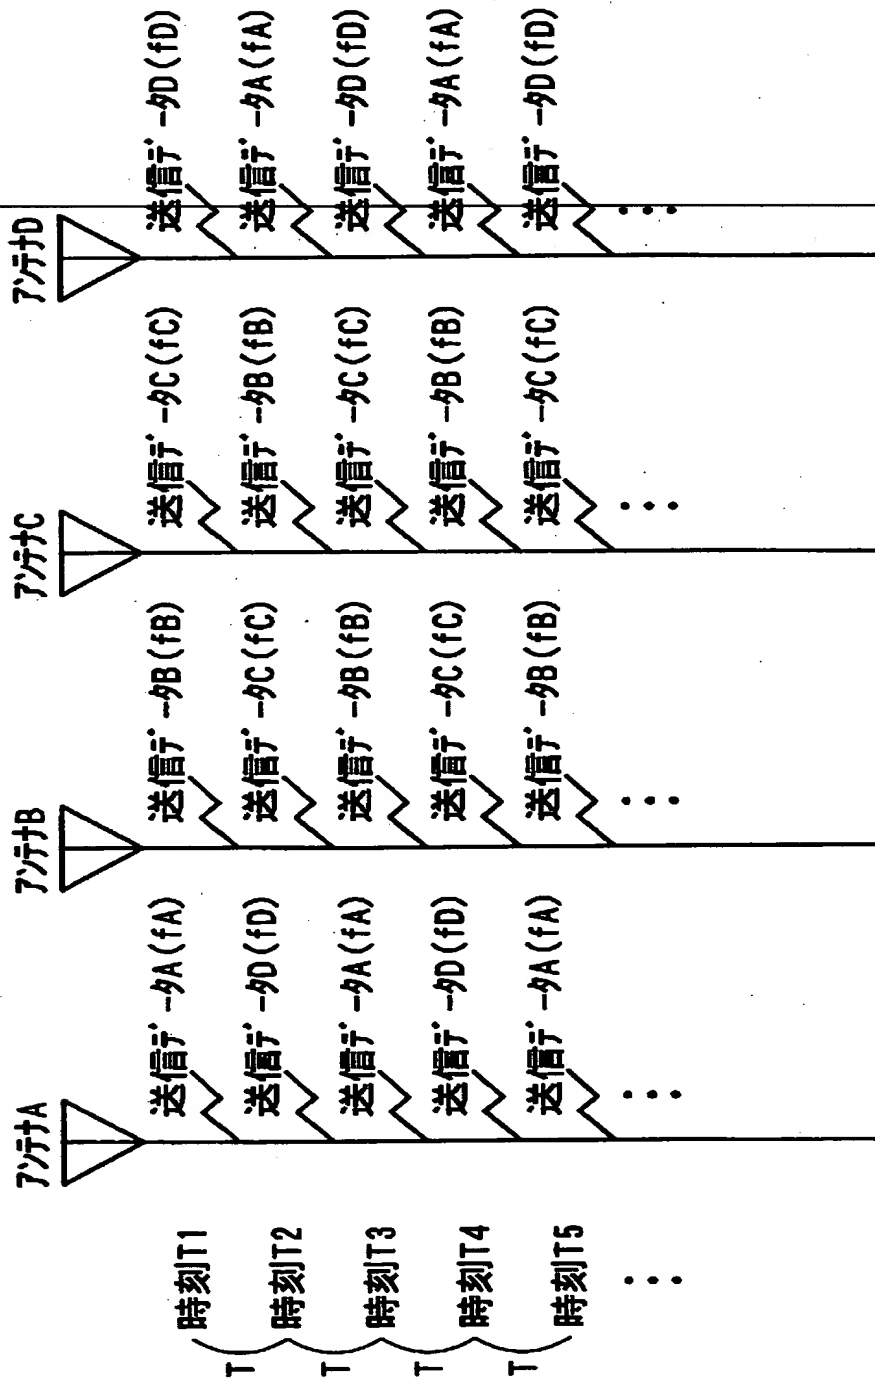 アンテナA
アンテナB
アンテナC
アンテナD
時刻T1
送信データA(fA)
送信データB(fB)
送信データC(fC)
送信データD(fD)
T
時刻T2
送信データD(fD)
送信データC(fC)
送信データB(fB)
送信データA(fA)
T
時刻T3
送信データA(fA)
送信データB(fB)
送信データC(fC)
送信データD(fD)
T
時刻T4
送信データD(fD)
送信データC(fC)
送信データB(fB)
送信データA(fA)
T
時刻T5
送信データA(fA)
送信データB(fB)
送信データC(fC)
送信データD(fD)